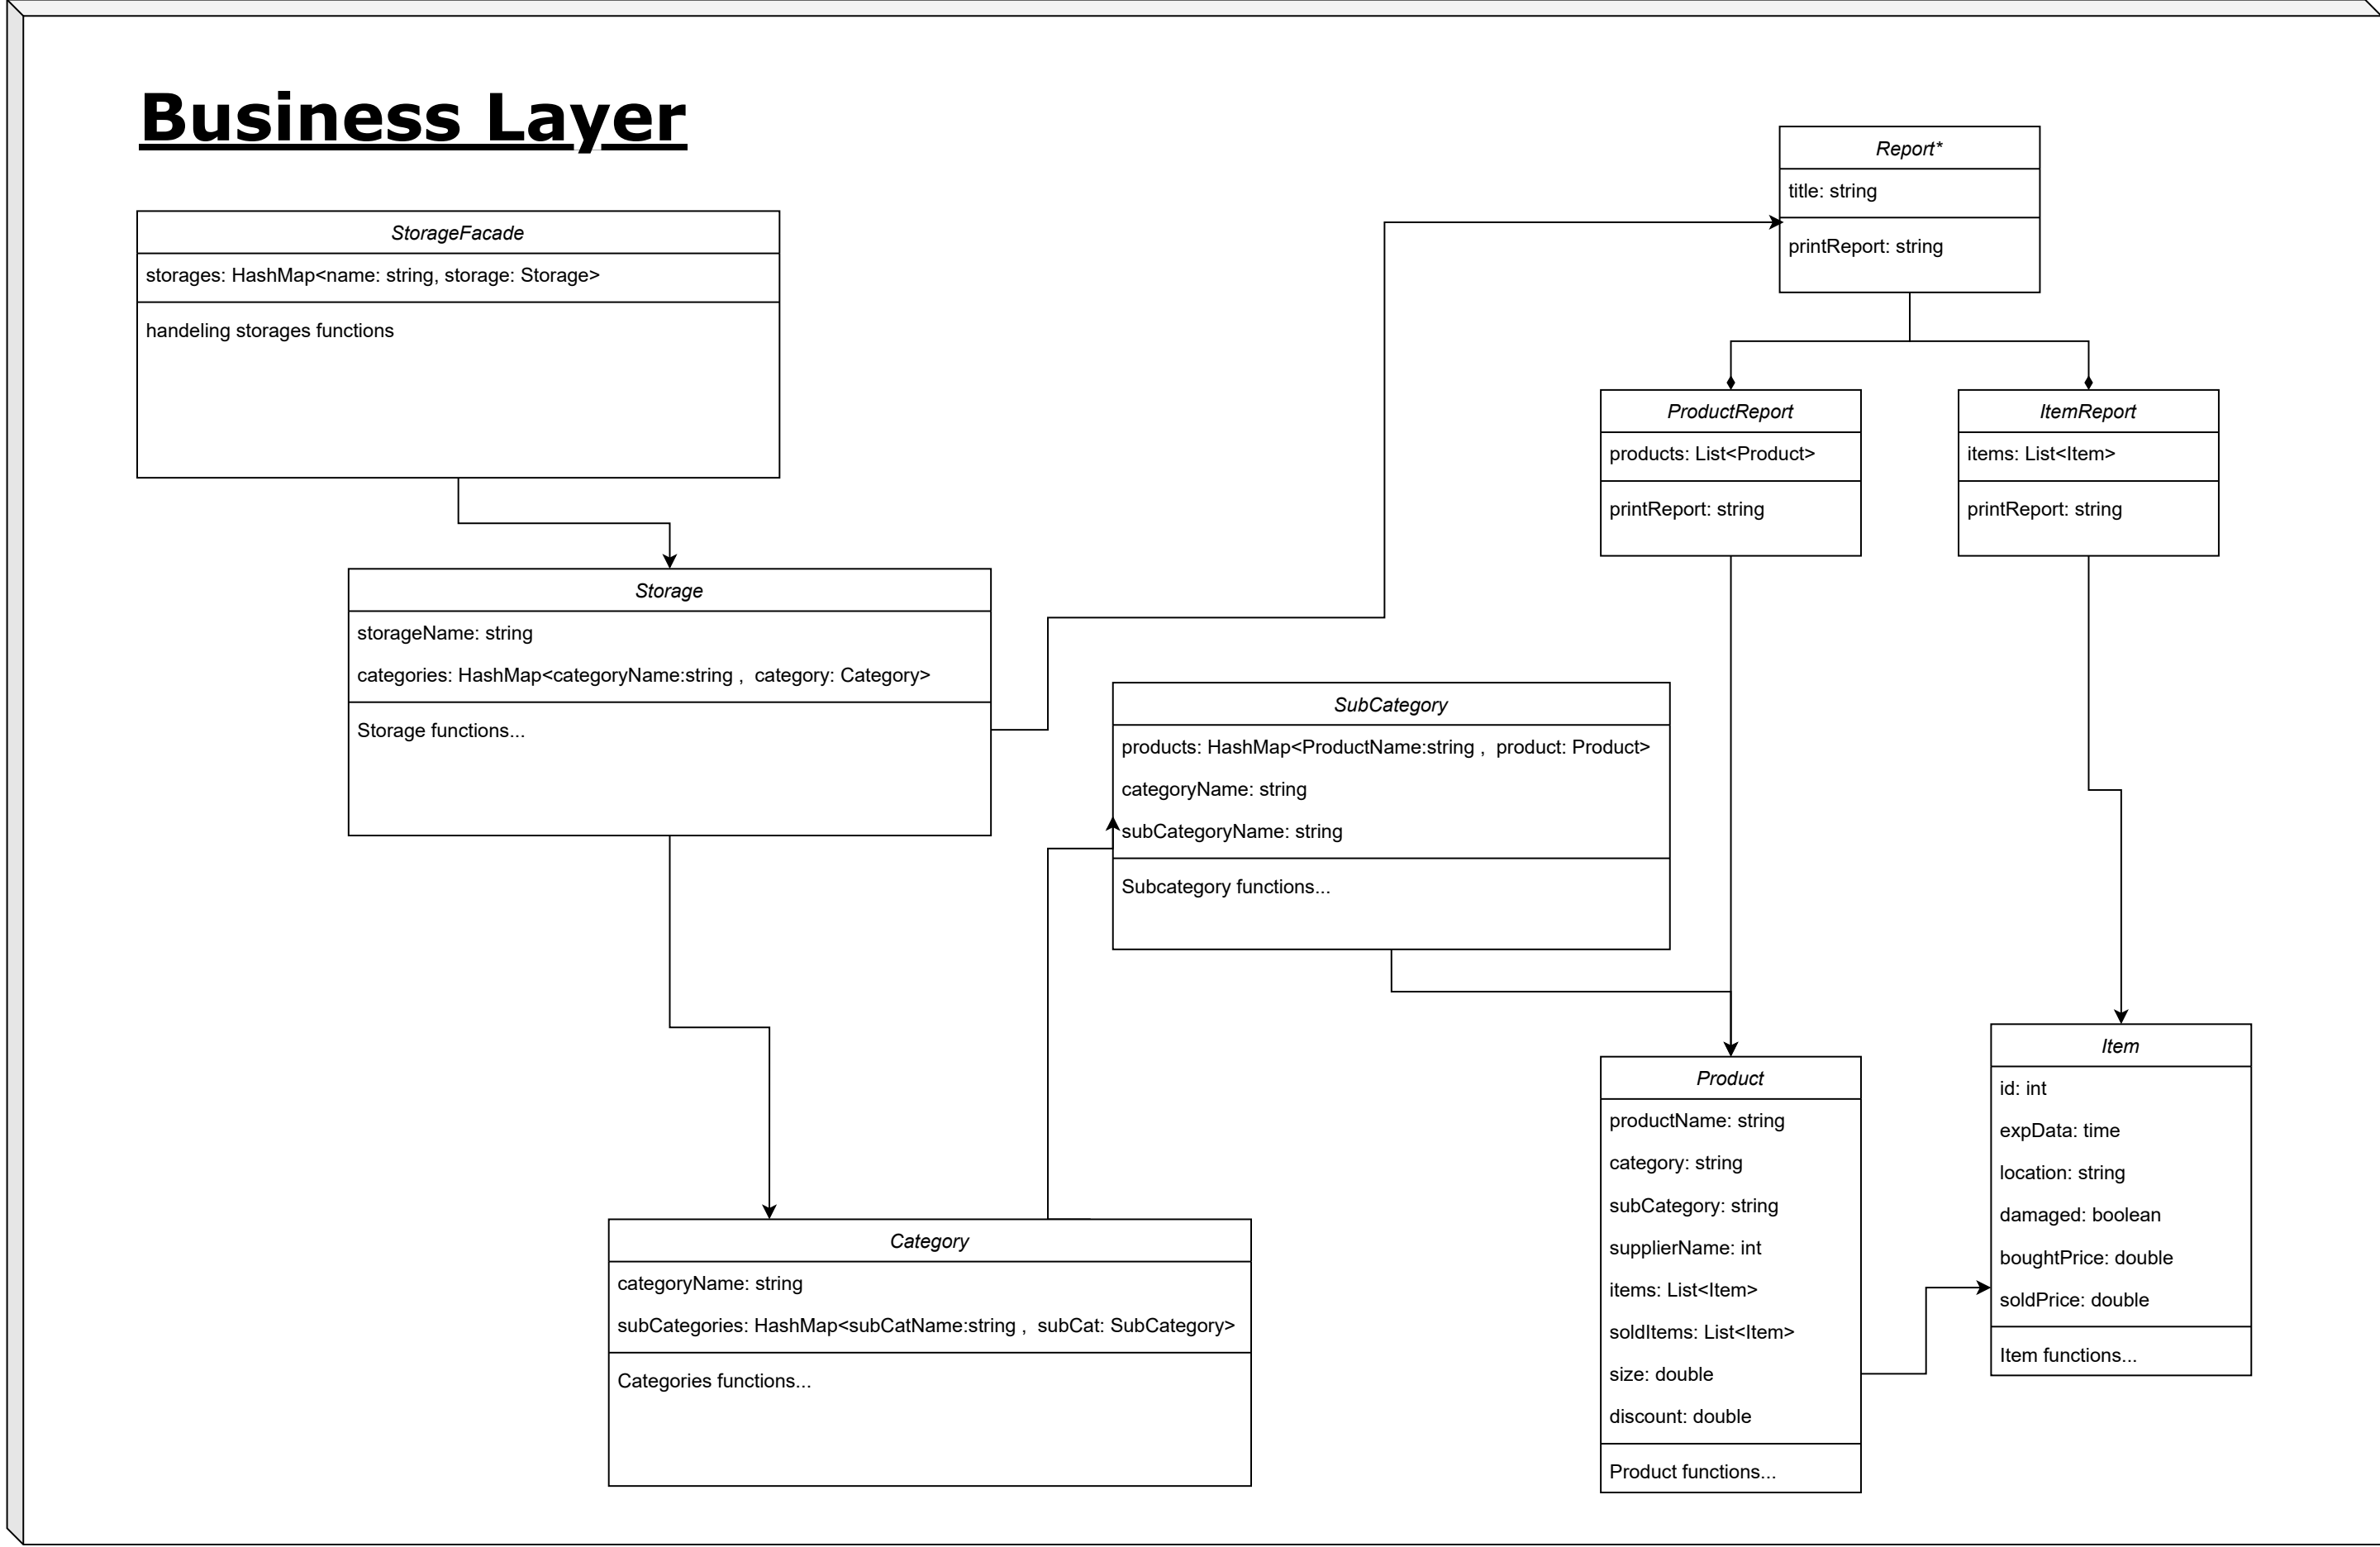 Business Layer
StorageFacade
storages: HashMap<name: string, storage: Storage>
handeling storages functions
Report*
title: string
printReport: string
ProductReport
products: List<Product>
printReport: string
ItemReport
items: List<Item>
printReport: string
Storage
storageName: string
categories: HashMap<categoryName:string ,  category: Category>
Storage functions...
SubCategory
products: HashMap<ProductName:string ,  product: Product>
categoryName: string
subCategoryName: string
Subcategory functions...
Category
categoryName: string
subCategories: HashMap<subCatName:string ,  subCat: SubCategory>
Categories functions...
Product
productName: string
category: string
subCategory: string
supplierName: int
items: List<Item>
soldItems: List<Item>
size: double
discount: double
Product functions...
Item
id: int
expData: time
location: string
damaged: boolean
boughtPrice: double
soldPrice: double
Item functions...